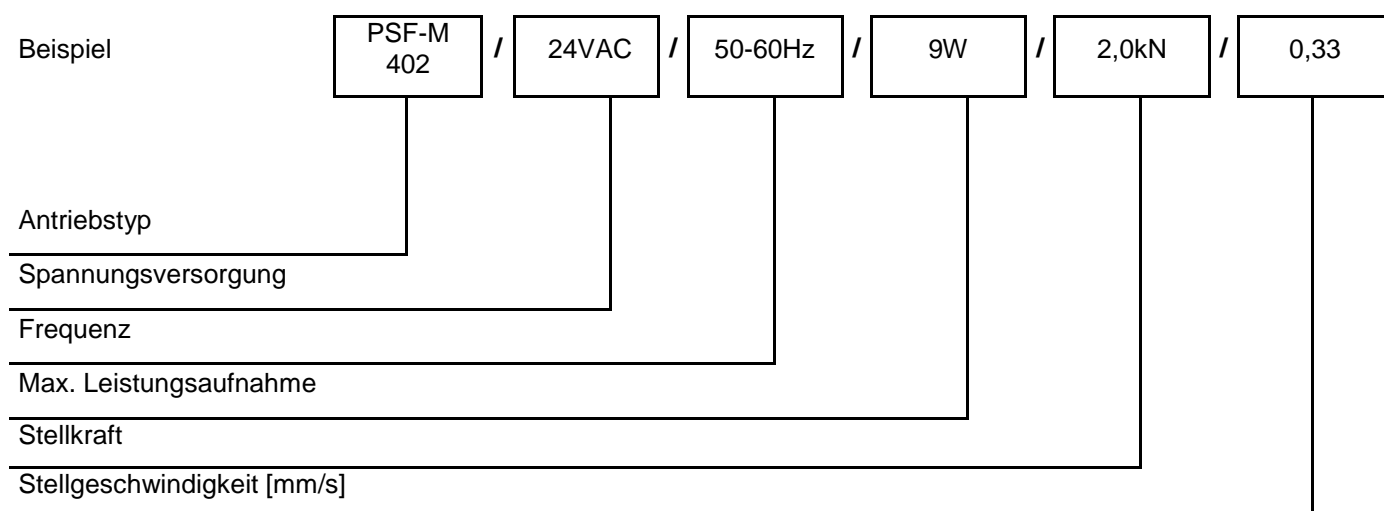 Beispiel PSF-M 402 / 24VAC / 50-60Hz / 9W / 2,0kN / 0,33
Antriebstyp
Spannungsversorgung
Frequenz
Max. Leistungsaufnahme
Stellkraft
Stellgeschwindigkeit [mm/s]